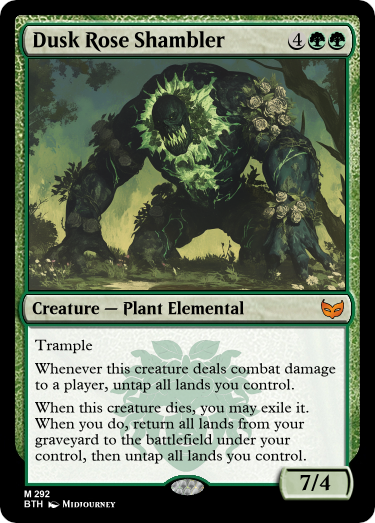 Dusk Rose Shambler 4
Creature — Plant Elemental
Trample
Whenever this creature deals combat damage
to a player, untap all lands you control.
When this creature dies, you may exile it.
When you do, return all lands from your
graveyard to the battlefield under your
control, then untap all lands you control.
7/4
M 292
BTH Midjourney